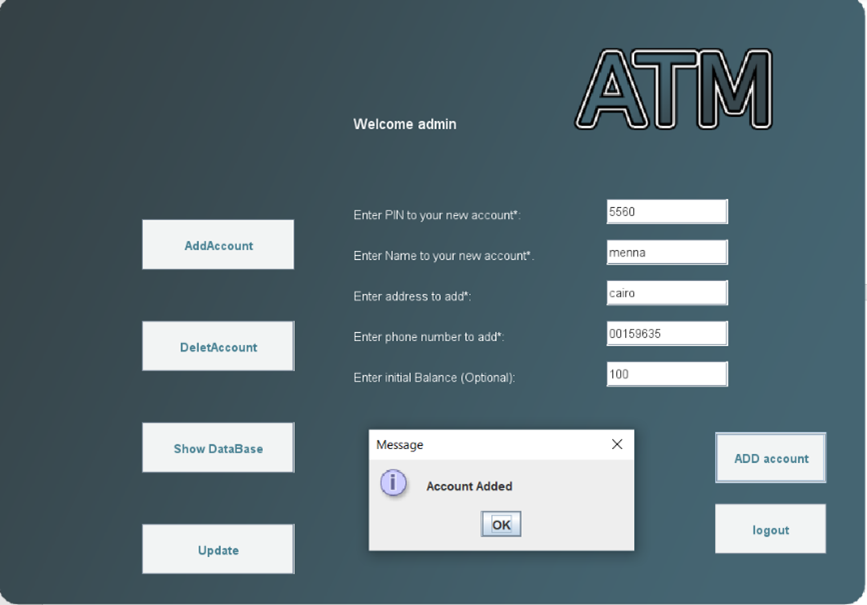 ATM
Welcome admin
Enter PIN to your new account*:
5560
Enter Name to your new account*.
menna
Enter address to add*:
cairo
Enter phone number to add*:
00159635
Enter initial Balance (Optional):
100
AddAccount
DeletAccount
Show DataBase
Update
Message
Account Added
OK
ADD account
logout